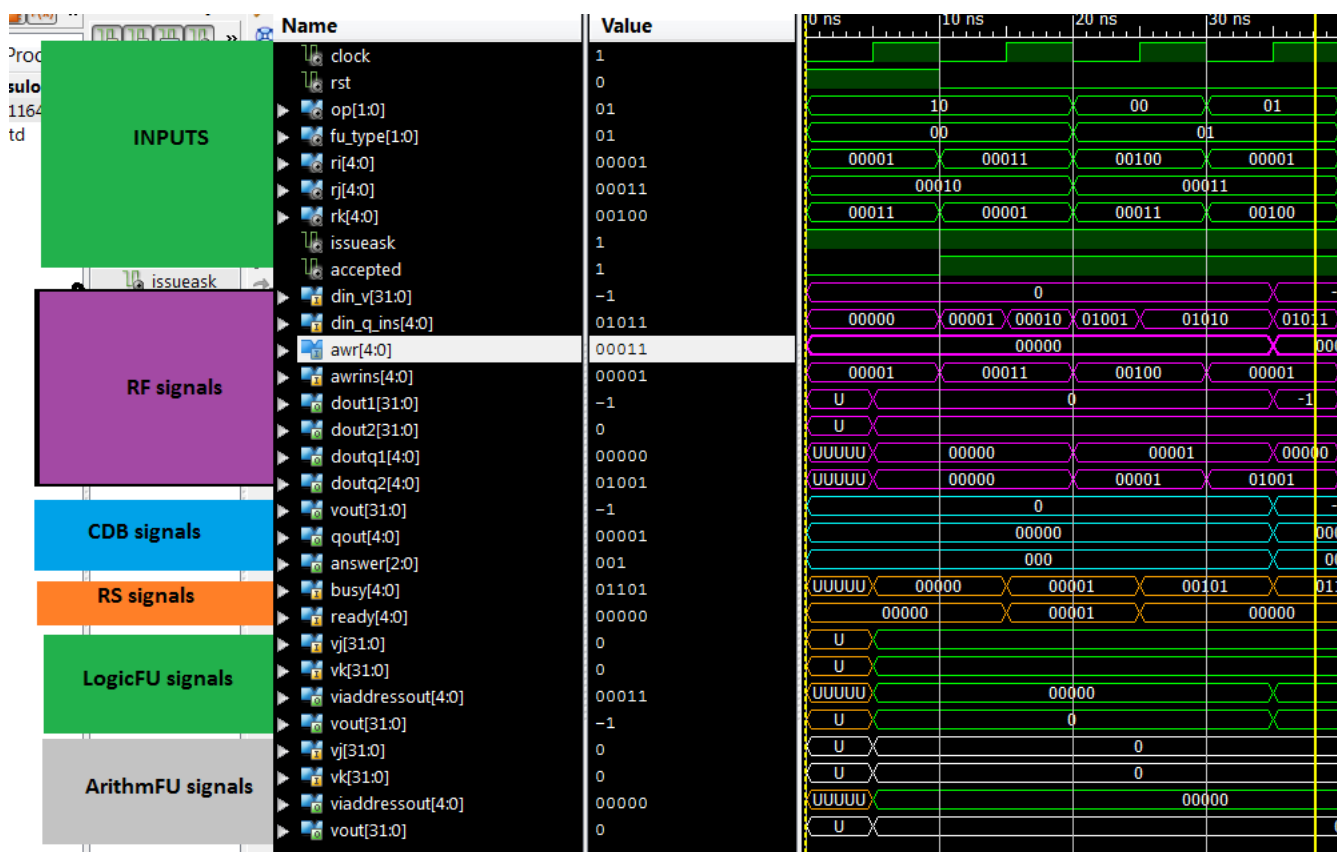 Name Value 0 ns 10 ns 20 ns 30 ns
Proc
clock 1
sulo rst 0
1164 op[1:0] 01 10 00 01
td INPUTS fu_type[1:0] 01 00 01
ri[4:0] 00001 00001 00011 00100 00001
rj[4:0] 00011 00010 00011
rk[4:0] 00100 00011 00001 00011 00100
issueask 1
accepted 1
issueask
din_v[31:0] -1 0 -
din_q_ins[4:0] 01011 00000 00001 00010 01001 01010 01011
awr[4:0] 00011 00000 000
RF signals awrins[4:0] 00001 00001 00011 00100 00001
dout1[31:0] -1 U 0 -1
dout2[31:0] 0 U
doutq1[4:0] 00000 UUUUU 00000 00001 00000
doutq2[4:0] 01001 UUUUU 00000 00001 01001
vout[31:0] -1 0 -
CDB signals qout[4:0] 00001 00000 000
answer[2:0] 001 000 00
RS signals busy[4:0] 01101 UUUUU 00000 00001 00101 011
ready[4:0] 00000 00000 00001 00000
vj[31:0] 0 U
LogicFU signals vk[31:0] 0 U
viaddressout[4:0] 00011 UUUUU 00000
vout[31:0] -1 U 0
vj[31:0] 0 U 0
ArithmFU signals vk[31:0] 0 U 0
viaddressout[4:0] 00000 UUUUU 00000
vout[31:0] 0 U